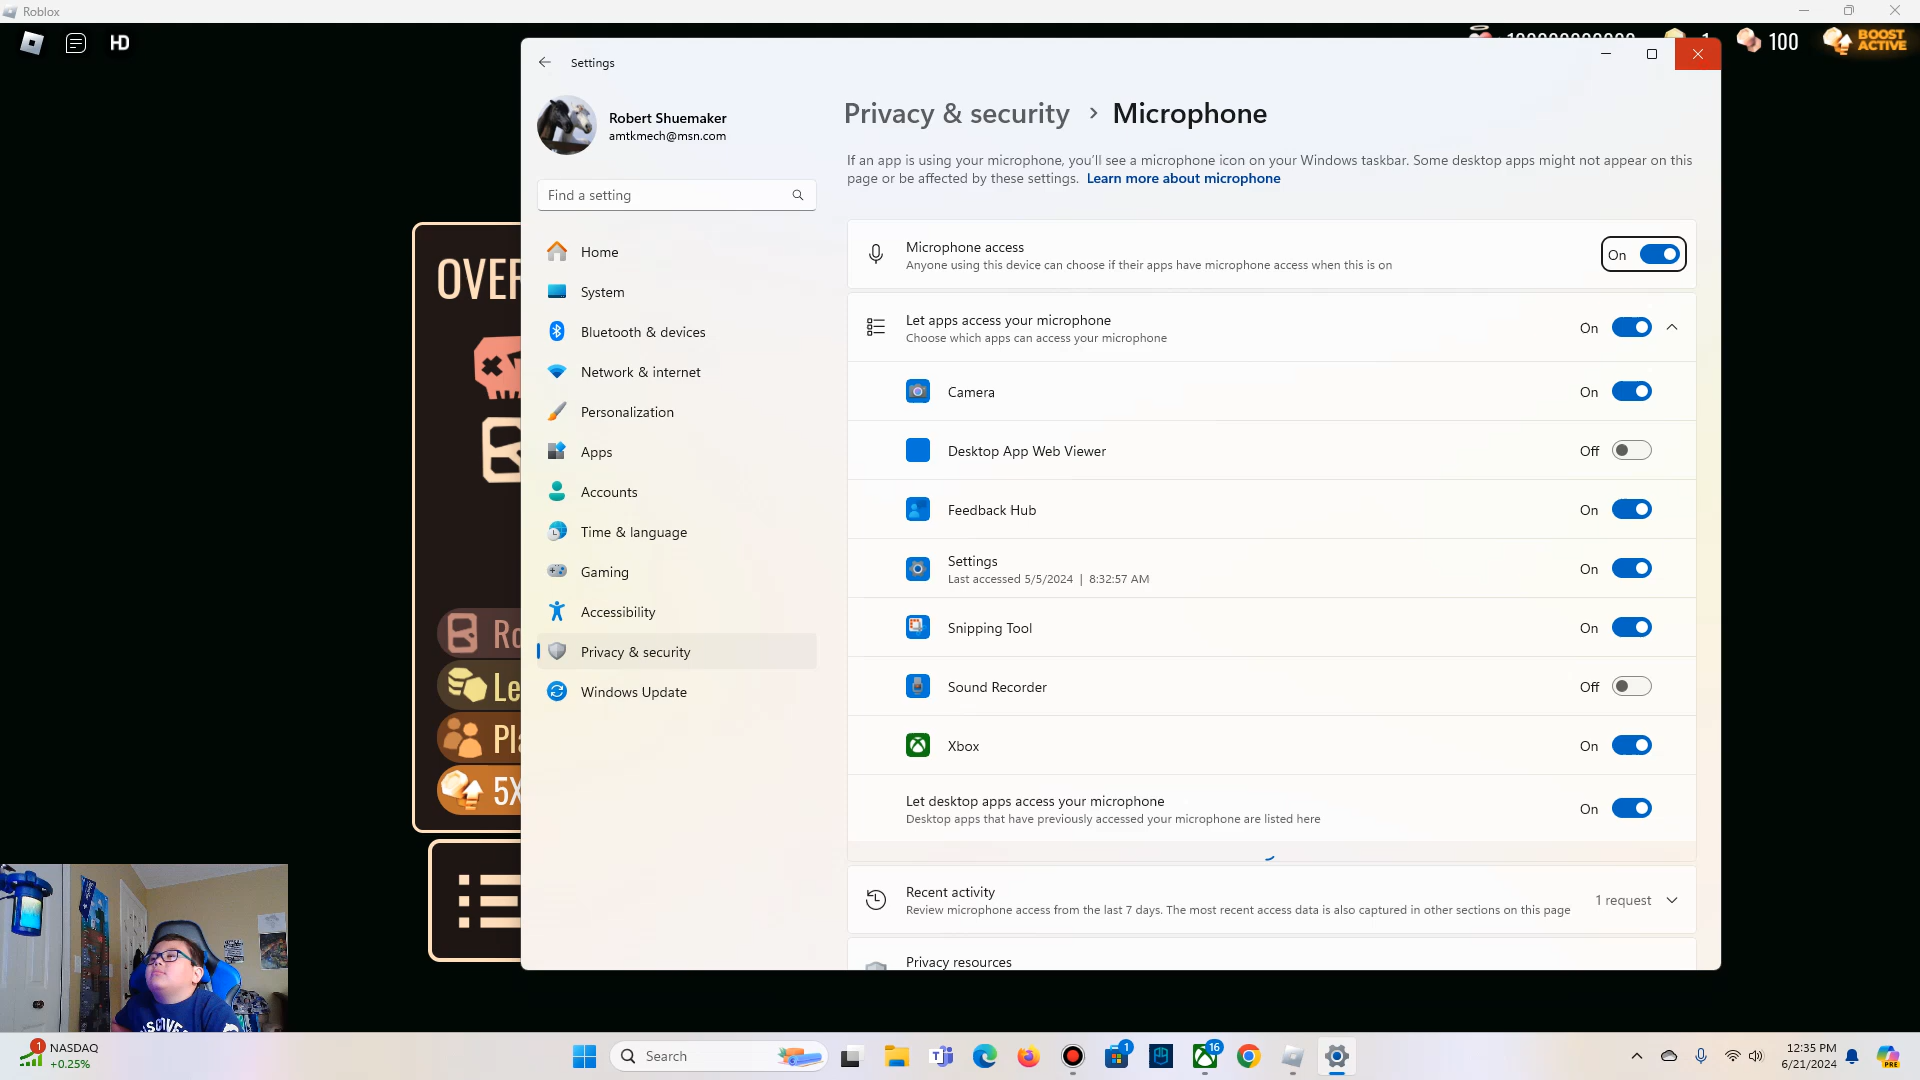 Roblox
HD
100
BOOST
ACTIVE
Settings
Robert Shuemaker
amtkmech@msn.com
Find a setting
Home
System
Bluetooth & devices
Network & internet
Personalization
Apps
Accounts
Time & language
Gaming
Accessibility
Privacy & security
Windows Update
Privacy & security > Microphone
If an app is using your microphone, you'll see a microphone icon on your Windows taskbar. Some desktop apps might not appear on this
page or be affected by these settings. Learn more about microphone
Microphone access
Anyone using this device can choose if their apps have microphone access when this is on
On
Let apps access your microphone
Choose which apps can access your microphone
On
Camera
On
Desktop App Web Viewer
Off
Feedback Hub
On
Settings
Last accessed 5/5/2024 | 8:32:57 AM
On
Snipping Tool
On
Sound Recorder
Off
Xbox
On
Let desktop apps access your microphone
Desktop apps that have previously accessed your microphone are listed here
On
Recent activity
Review microphone access from the last 7 days. The most recent access data is also captured in other sections on this page
1 request
Privacy resources
OVER
Le
5X
1
NASDAQ
+0.25%
Search
1
16
12:35 PM
6/21/2024
PRE